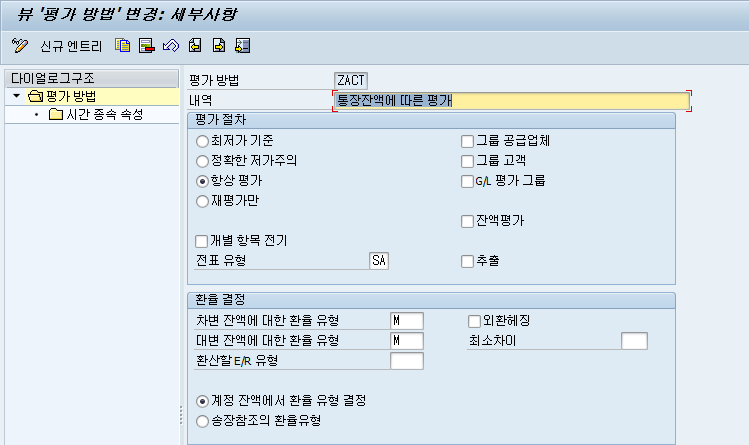 뷰 '평가 방법' 변경: 세부사항
신규 엔트리
다이얼로그구조
평가 방법
시간 종속 속성
평가 방법 ZACT
내역 통장잔액에 따른 평가
평가 절차
최저가 기준 그룹 공급업체
정확한 저가주의 그룹 고객
항상 평가 G/L 평가 그룹
재평가만
잔액평가
개별 항목 전기
전표 유형 SA 추출
환율 결정
차변 잔액에 대한 환율 유형 M 외환헤징
대변 잔액에 대한 환율 유형 M 최소차미
환산할 E/R 유형
계정 잔액에서 환율 유형 결정
송장참조의 환율유형